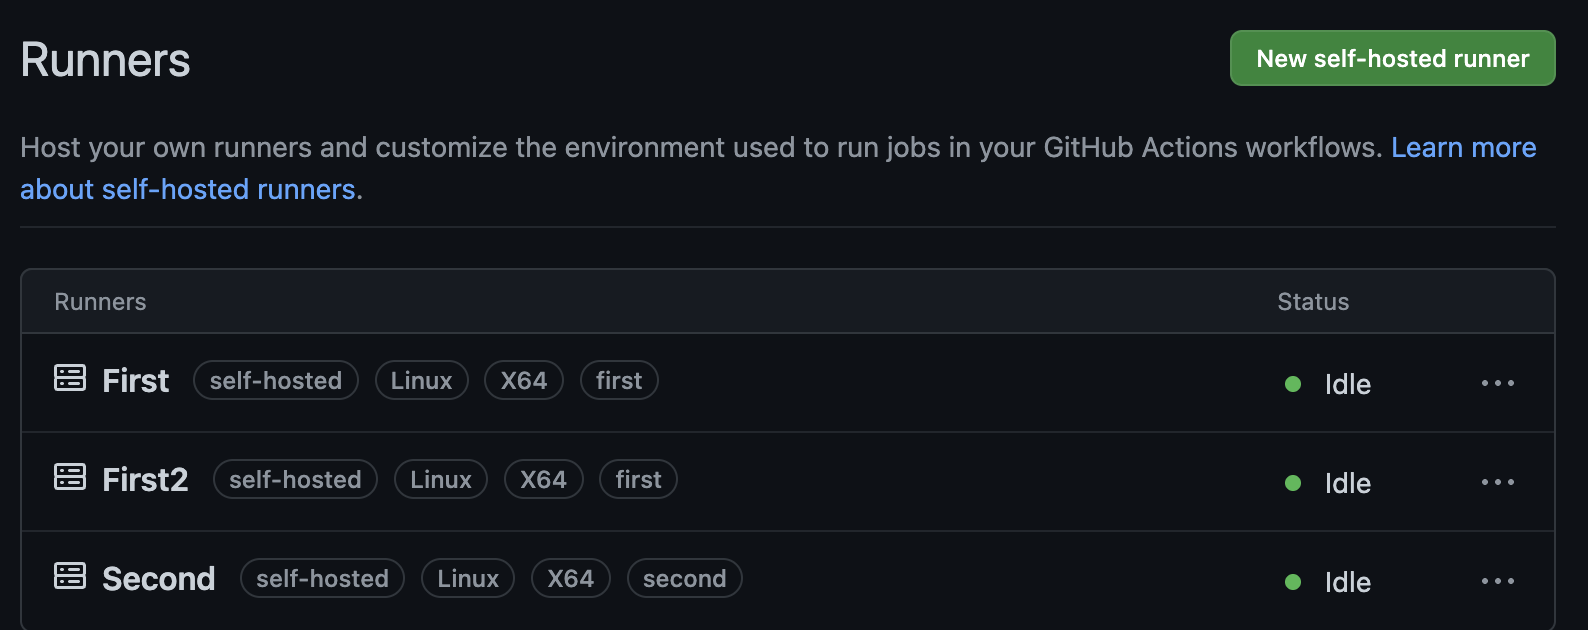 Runners
New self-hosted runner
Host your own runners and customize the environment used to run jobs in your GitHub Actions workflows. Learn more
about self-hosted runners.
Runners Status
First self-hosted Linux X64 first Idle
First2 self-hosted Linux X64 first Idle
Second self-hosted Linux X64 second Idle